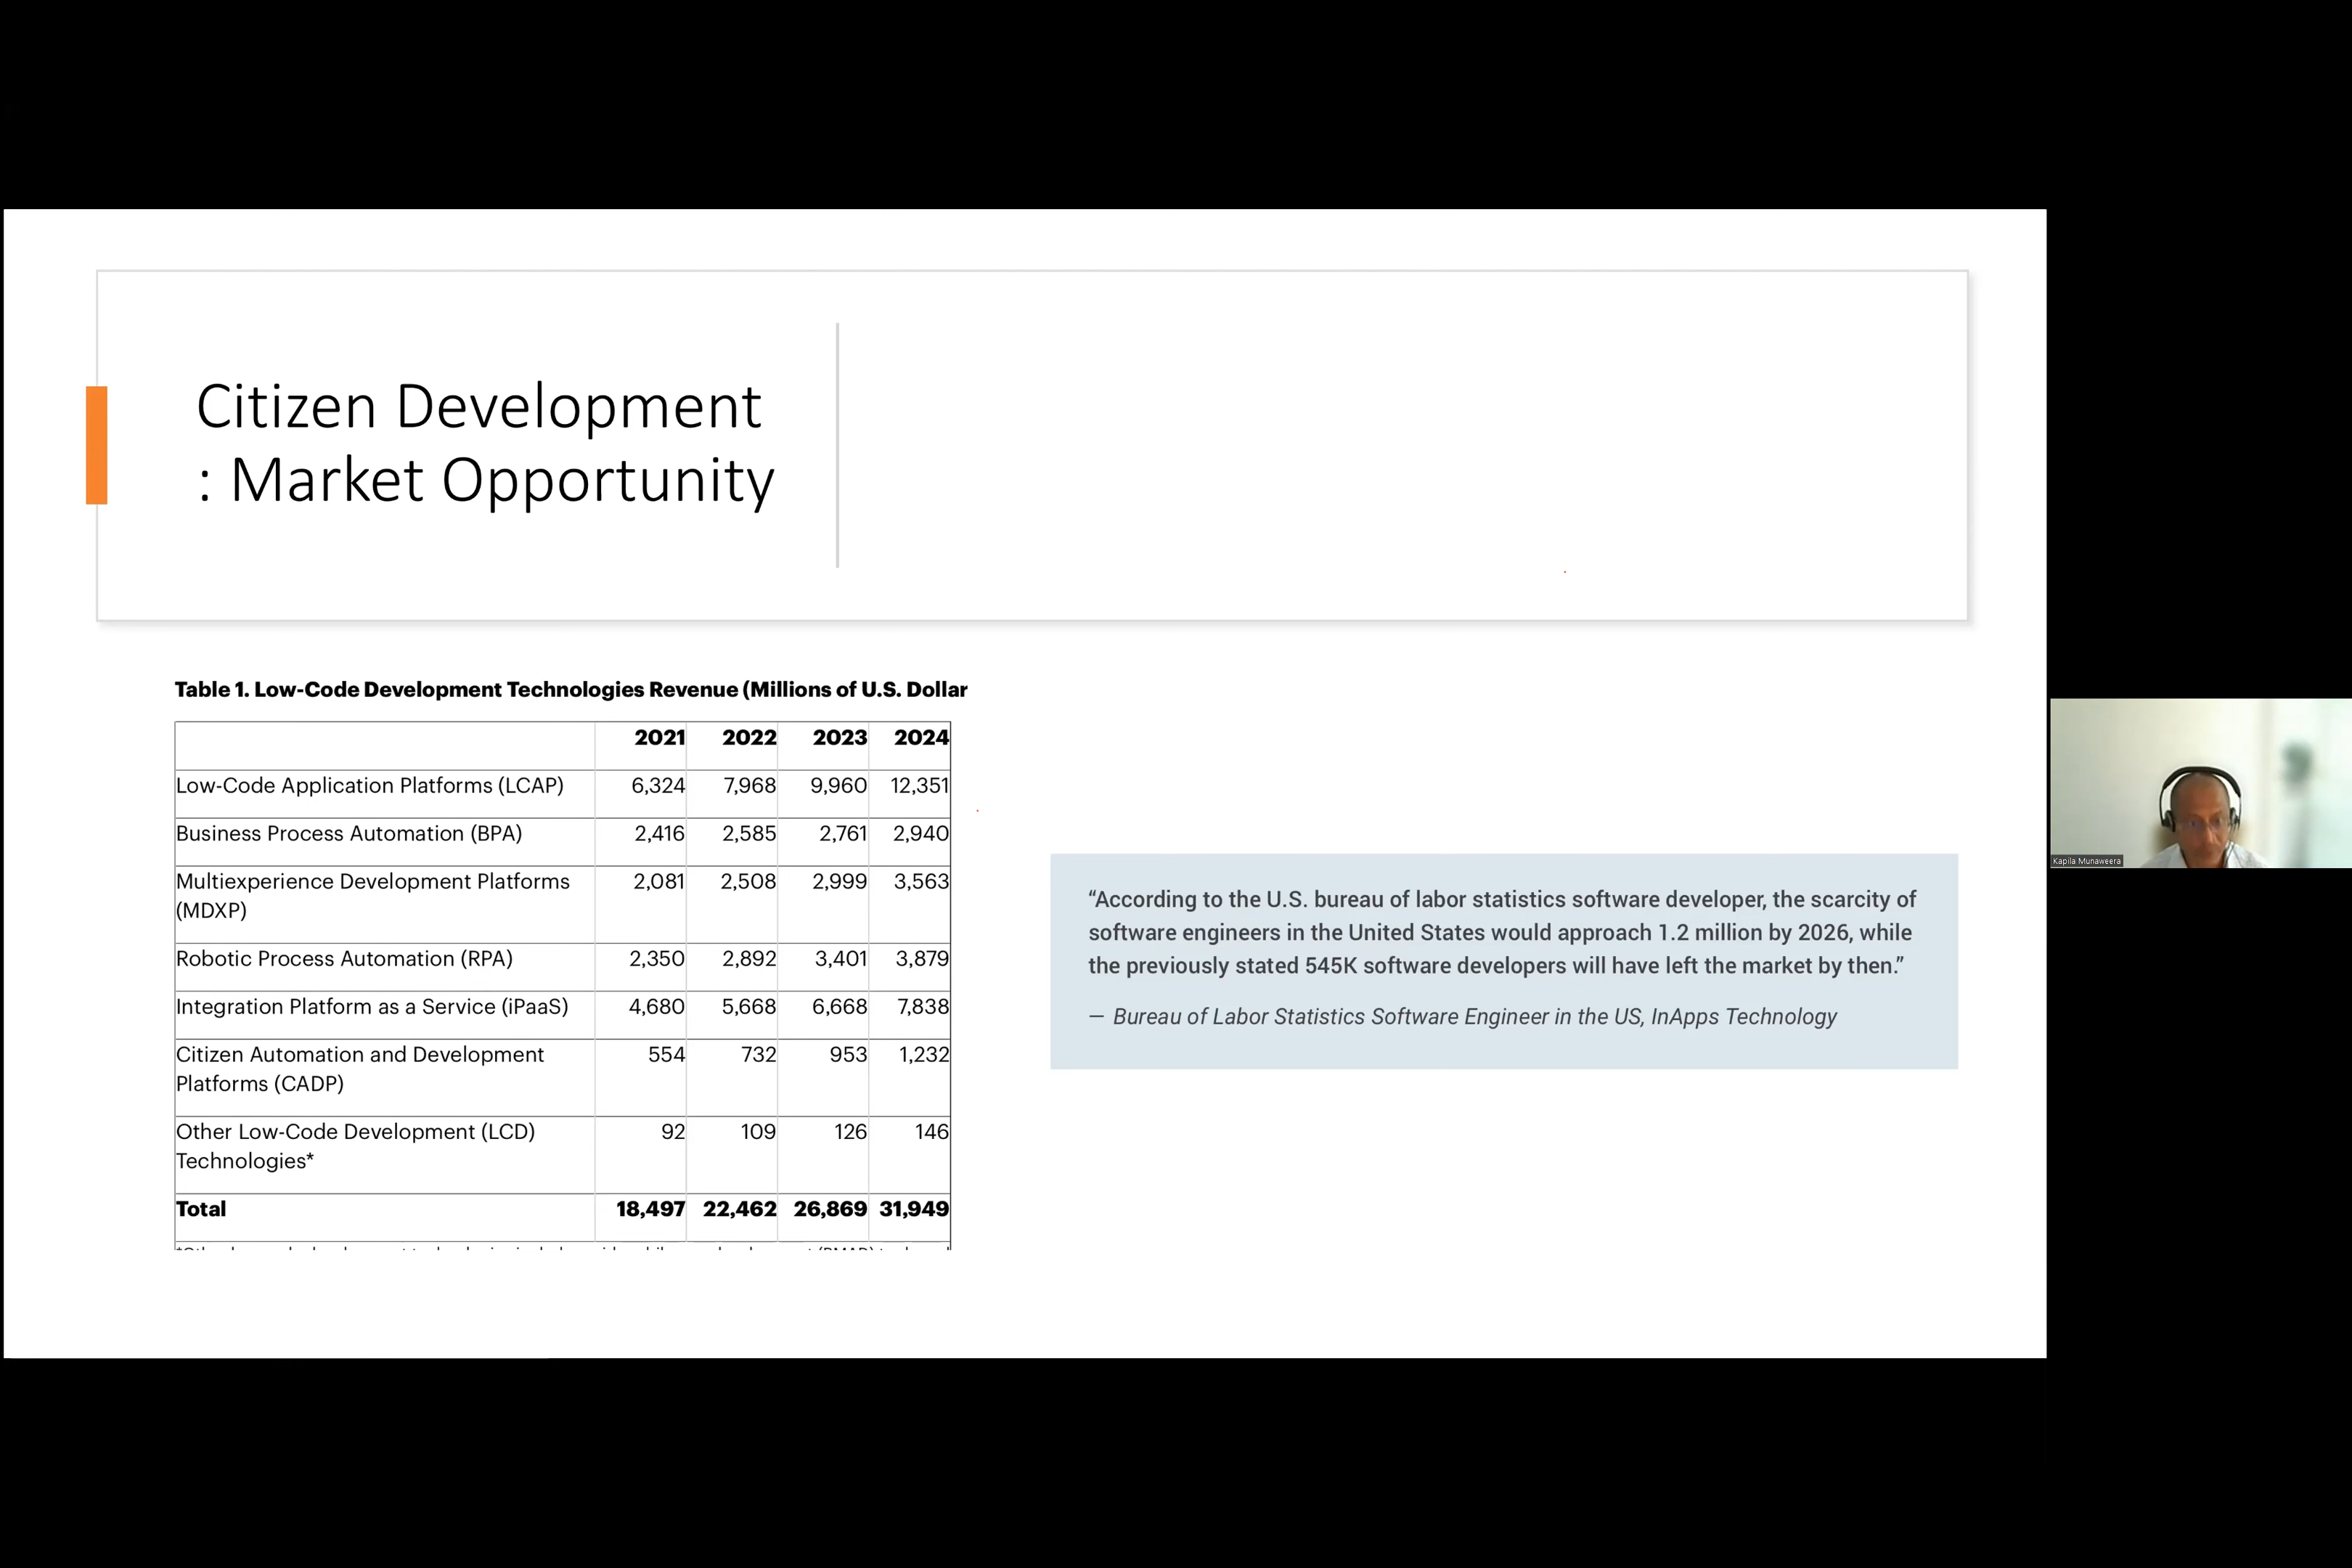 Citizen Development
: Market Opportunity
Table 1. Low-Code Development Technologies Revenue (Millions of U.S. Dollar
2021 2022 2023 2024
Low-Code Application Platforms (LCAP) 6,324 7,968 9,960 12,351
Business Process Automation (BPA) 2,416 2,585 2,761 2,940
Multiexperience Development Platforms 2,081 2,508 2,999 3,563
(MDXP)
Robotic Process Automation (RPA) 2,350 2,892 3,401 3,879
Integration Platform as a Service (iPaaS) 4,680 5,668 6,668 7,838
Citizen Automation and Development 554 732 953 1,232
Platforms (CADP)
Other Low-Code Development (LCD) 92 109 126 146
Technologies*
Total 18,497 22,462 26,869 31,949
“According to the U.S. bureau of labor statistics software developer, the scarcity of
software engineers in the United States would approach 1.2 million by 2026, while
the previously stated 545K software developers will have left the market by then.”
— Bureau of Labor Statistics Software Engineer in the US, InApps Technology
Kapila Munaweera